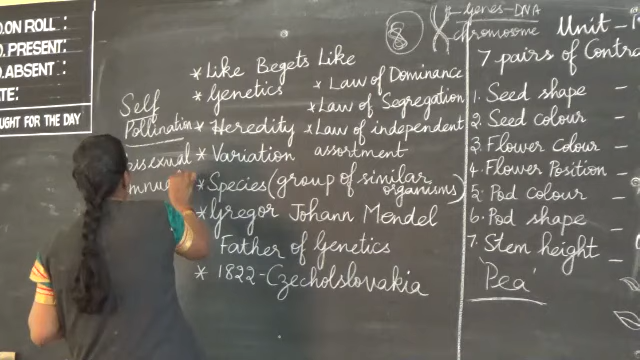 O.ON ROLL :
O. PRESENT:
O.ABSENT :
ATE:
UGHT FOR THE DAY
Self
Pollination
bisexual
* Like Begets Like
* Genetics
* Heredity
* Variation
* Species (group of similar organisms)
* Gregor Johann Mendel
Father of Genetics
* 1822 - Czecholslovakia
* Law of Dominance
* Law of Segregation
* Law of independent
assortment
genes - DNA
chromosome
Unit -
7 pairs of Contra
1. Seed shape -
2. Seed colour -
3. Flower Colour -
4. Flower Position -
5. Pod colour -
6. Pod shape -
7. Stem height -
'Pea'